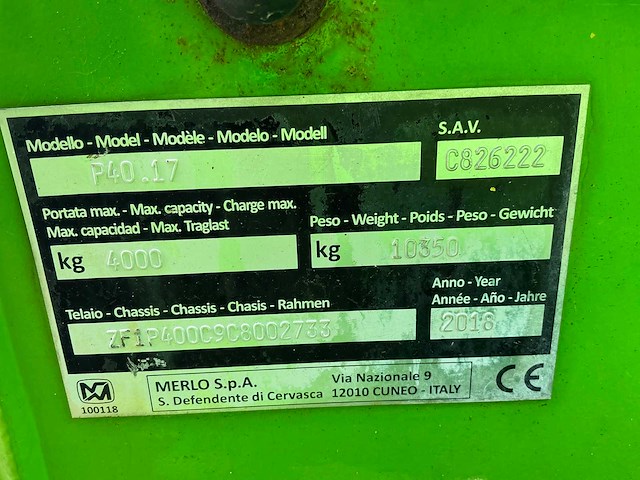 Modello - Model - Modèle - Modelo - Modell
P40.17
S.A.V.
C826222
Portata max. - Max. capacity - Charge max.
Max. capacidad - Max. Traglast
kg 4000
Peso - Weight - Poids - Peso - Gewicht
kg 10350
Telaio - Chassis - Chassis - Chasis - Rahmen
ZF1P400C9C8002733
Anno - Year
Année - Año - Jahre
2018
100118
MERLO S.p.A.
S. Defendente di Cervasca
Via Nazionale 9
12010 CUNEO - ITALY
CE